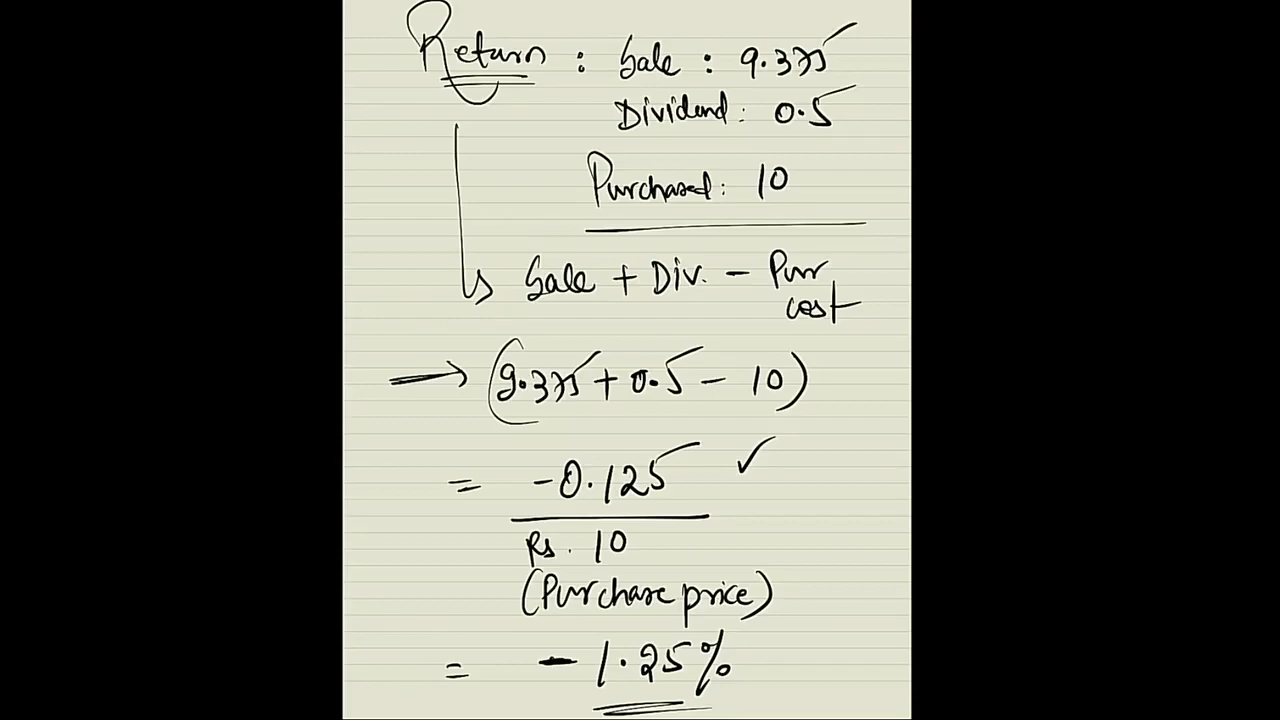 Return : Sale : 9.375
Dividend : 0.5
Purchased : 10
Sale + Div. - Purr
cost
(9.375 + 0.5 - 10)
= -0.125 ✓
Rs. 10
(Purchase price)
= - 1.25%